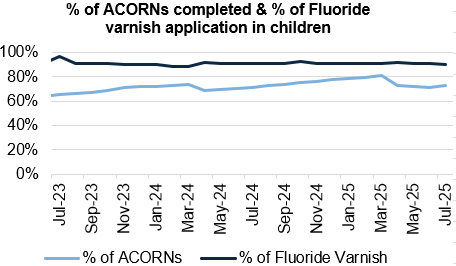 % of ACORNs completed & % of Fluoride
varnish application in children
100%
80%
60%
40%
20%
0%
Jul-23
Sep-23
Nov-23
Jan-24
Mar-24
May-24
Jul-24
Sep-24
Nov-24
Jan-25
Mar-25
May-25
Jul-25
% of ACORNs
% of Fluoride Varnish